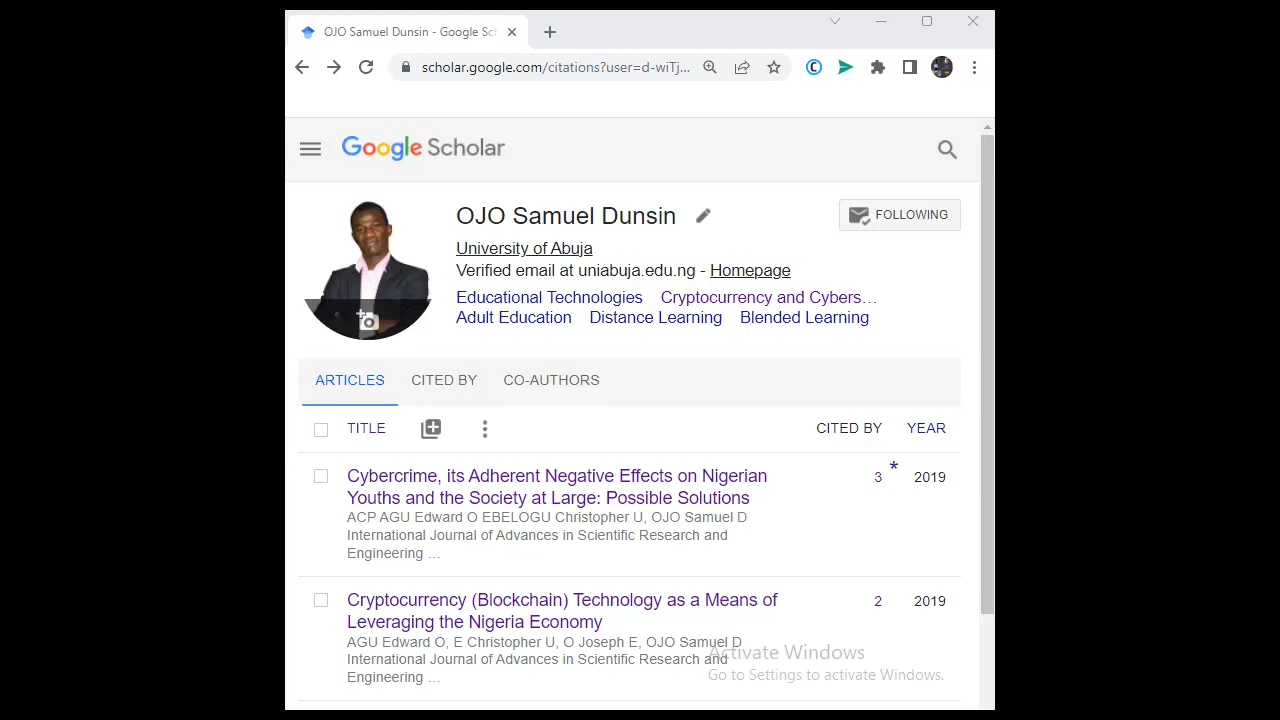 OJO Samuel Dunsin - Google Sch
scholar.google.com/citations?user=d-wiTj...
Google Scholar
OJO Samuel Dunsin
FOLLOWING
University of Abuja
Verified email at uniabuja.edu.ng - Homepage
Educational Technologies Cryptocurrency and Cybers…
Adult Education Distance Learning Blended Learning
ARTICLES CITED BY CO-AUTHORS
TITLE CITED BY YEAR
Cybercrime, its Adherent Negative Effects on Nigerian 3 * 2019
Youths and the Society at Large: Possible Solutions
ACP AGU Edward O EBELOGU Christopher U, OJO Samuel D
International Journal of Advances in Scientific Research and
Engineering …
Cryptocurrency (Blockchain) Technology as a Means of 2 2019
Leveraging the Nigeria Economy
AGU Edward O, E Christopher U, O Joseph E, OJO Samuel D
Activate Windows
International Journal of Advances in Scientific Research and
Go to Settings to activate Windows.
Engineering …